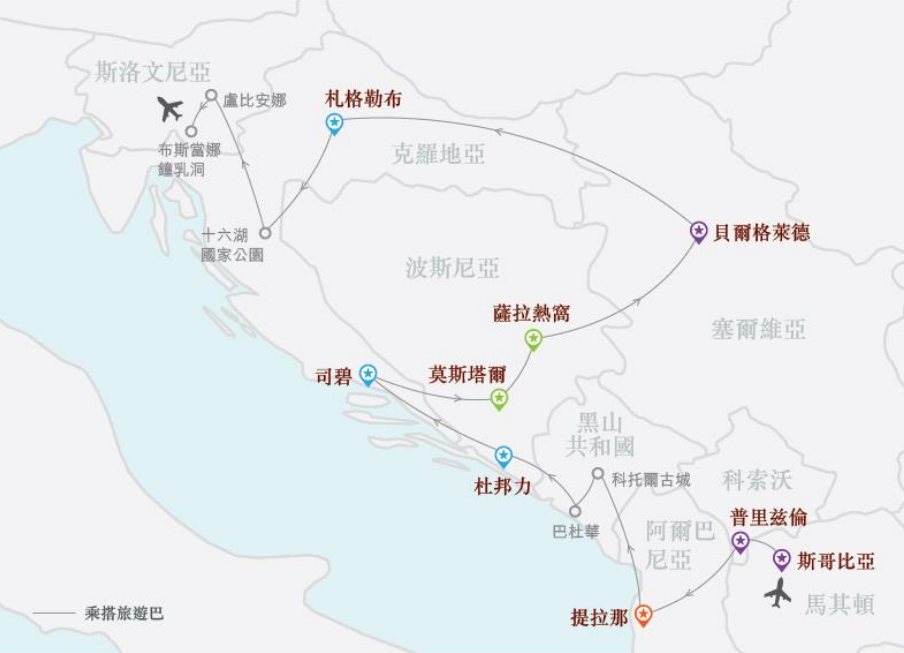 斯洛文尼亞
盧比安娜
札格勒布
布斯當娜
鐘乳洞
克羅地亞
十六湖
國家公園
貝爾格萊德
波斯尼亞
薩拉熱窩
塞爾維亞
司碧
莫斯塔爾
黑山
共和國
杜邦力
科托爾古城
科索沃
巴杜華
阿爾巴
尼亞
普里兹倫
斯哥比亞
馬其頓
提拉那
乘搭旅遊巴